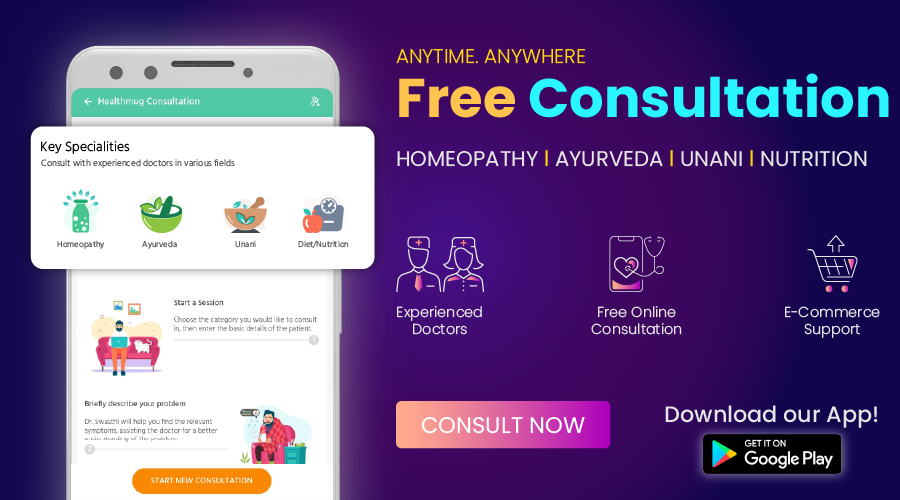 Healthmug Consultation
Key Specialities
Consult with experienced doctors in various fields
Homeopathy
Ayurveda
Unani
Diet/Nutrition
Start a Session
Choose the category you would like to consult
in, then enter the basic details of the patient.
1
Briefly describe your problem
Dr. Swasthi will help you find the relevant
symptoms, assisting the doctor for a better
2
START NEW CONSULTATION
ANYTIME. ANYWHERE
Free Consultation
HOMEOPATHY | AYURVEDA | UNANI | NUTRITION
Experienced
Doctors
Free Online
Consultation
E-Commerce
Support
CONSULT NOW
Download our App!
GET IT ON
Google Play